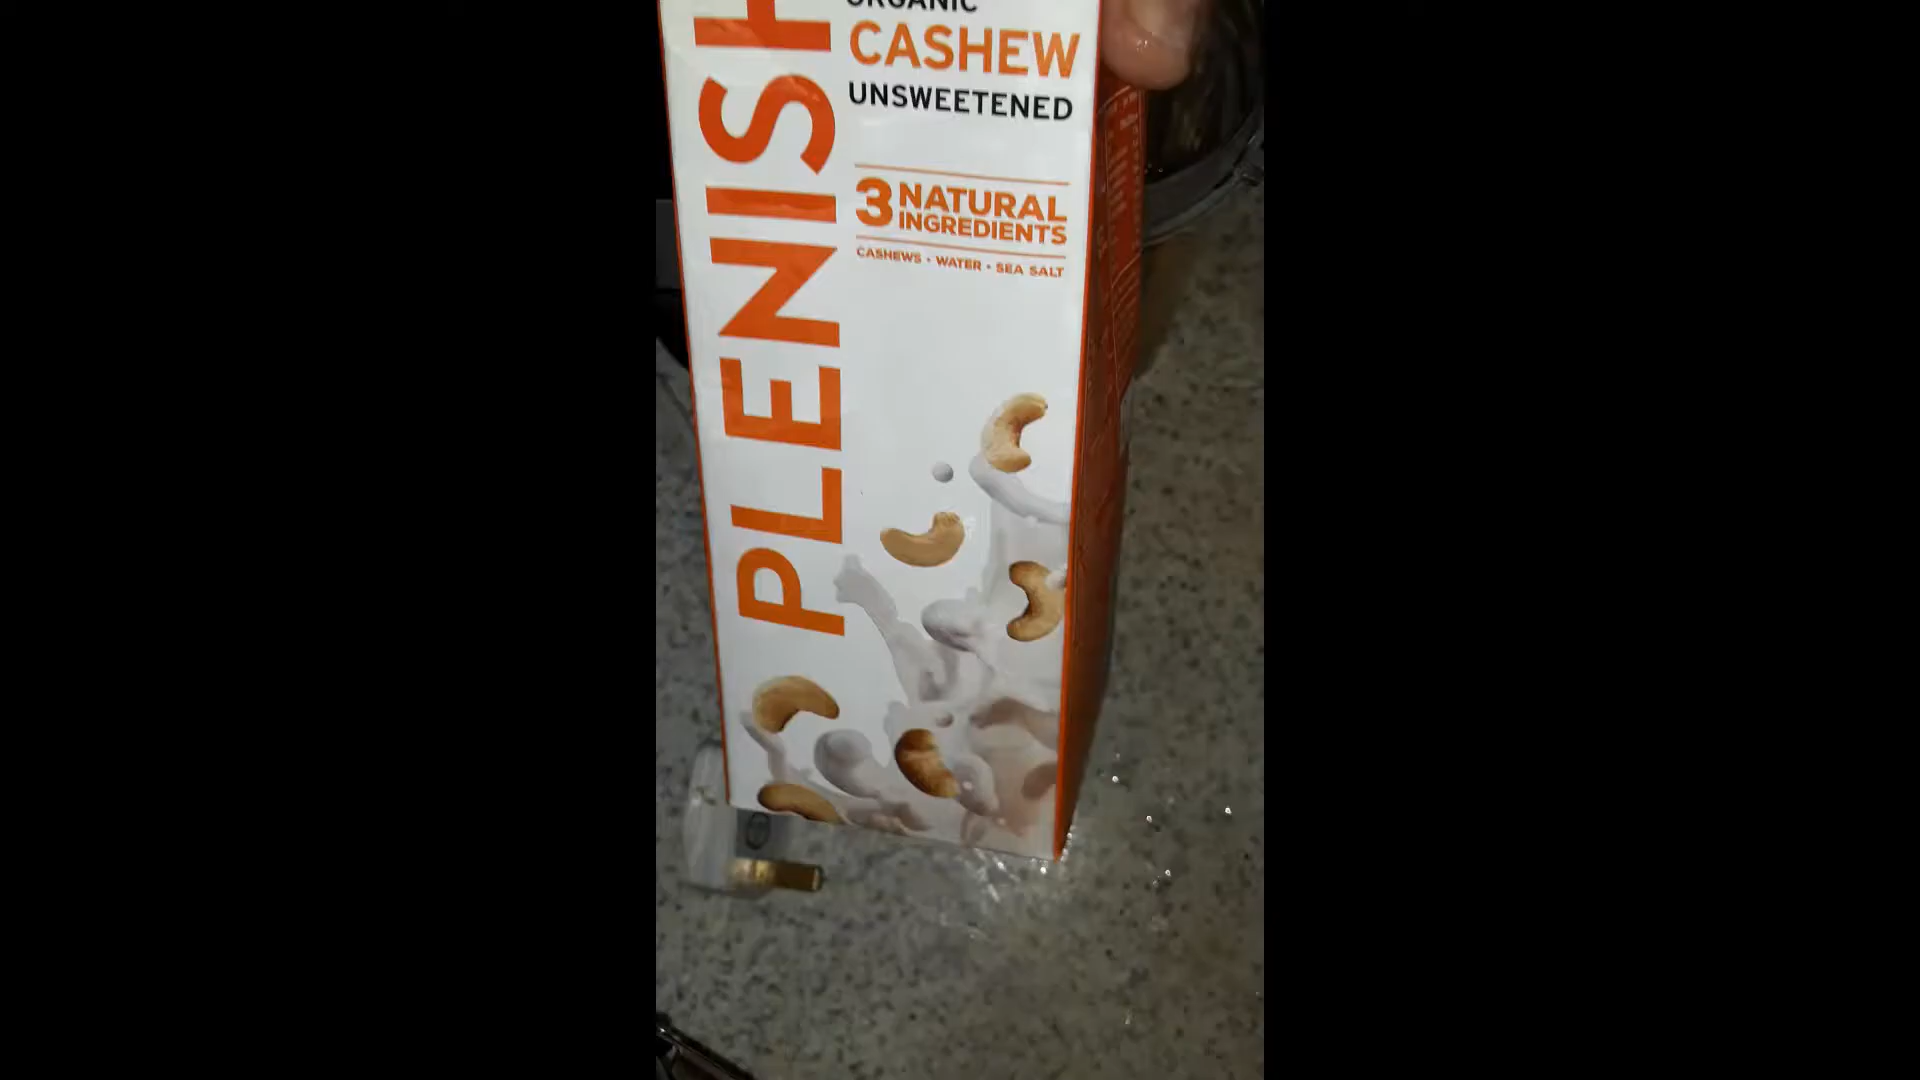 PLENISH
ORGANIC
CASHEW
UNSWEETENED
3 NATURAL
INGREDIENTS
CASHEWS • WATER • SEA SALT